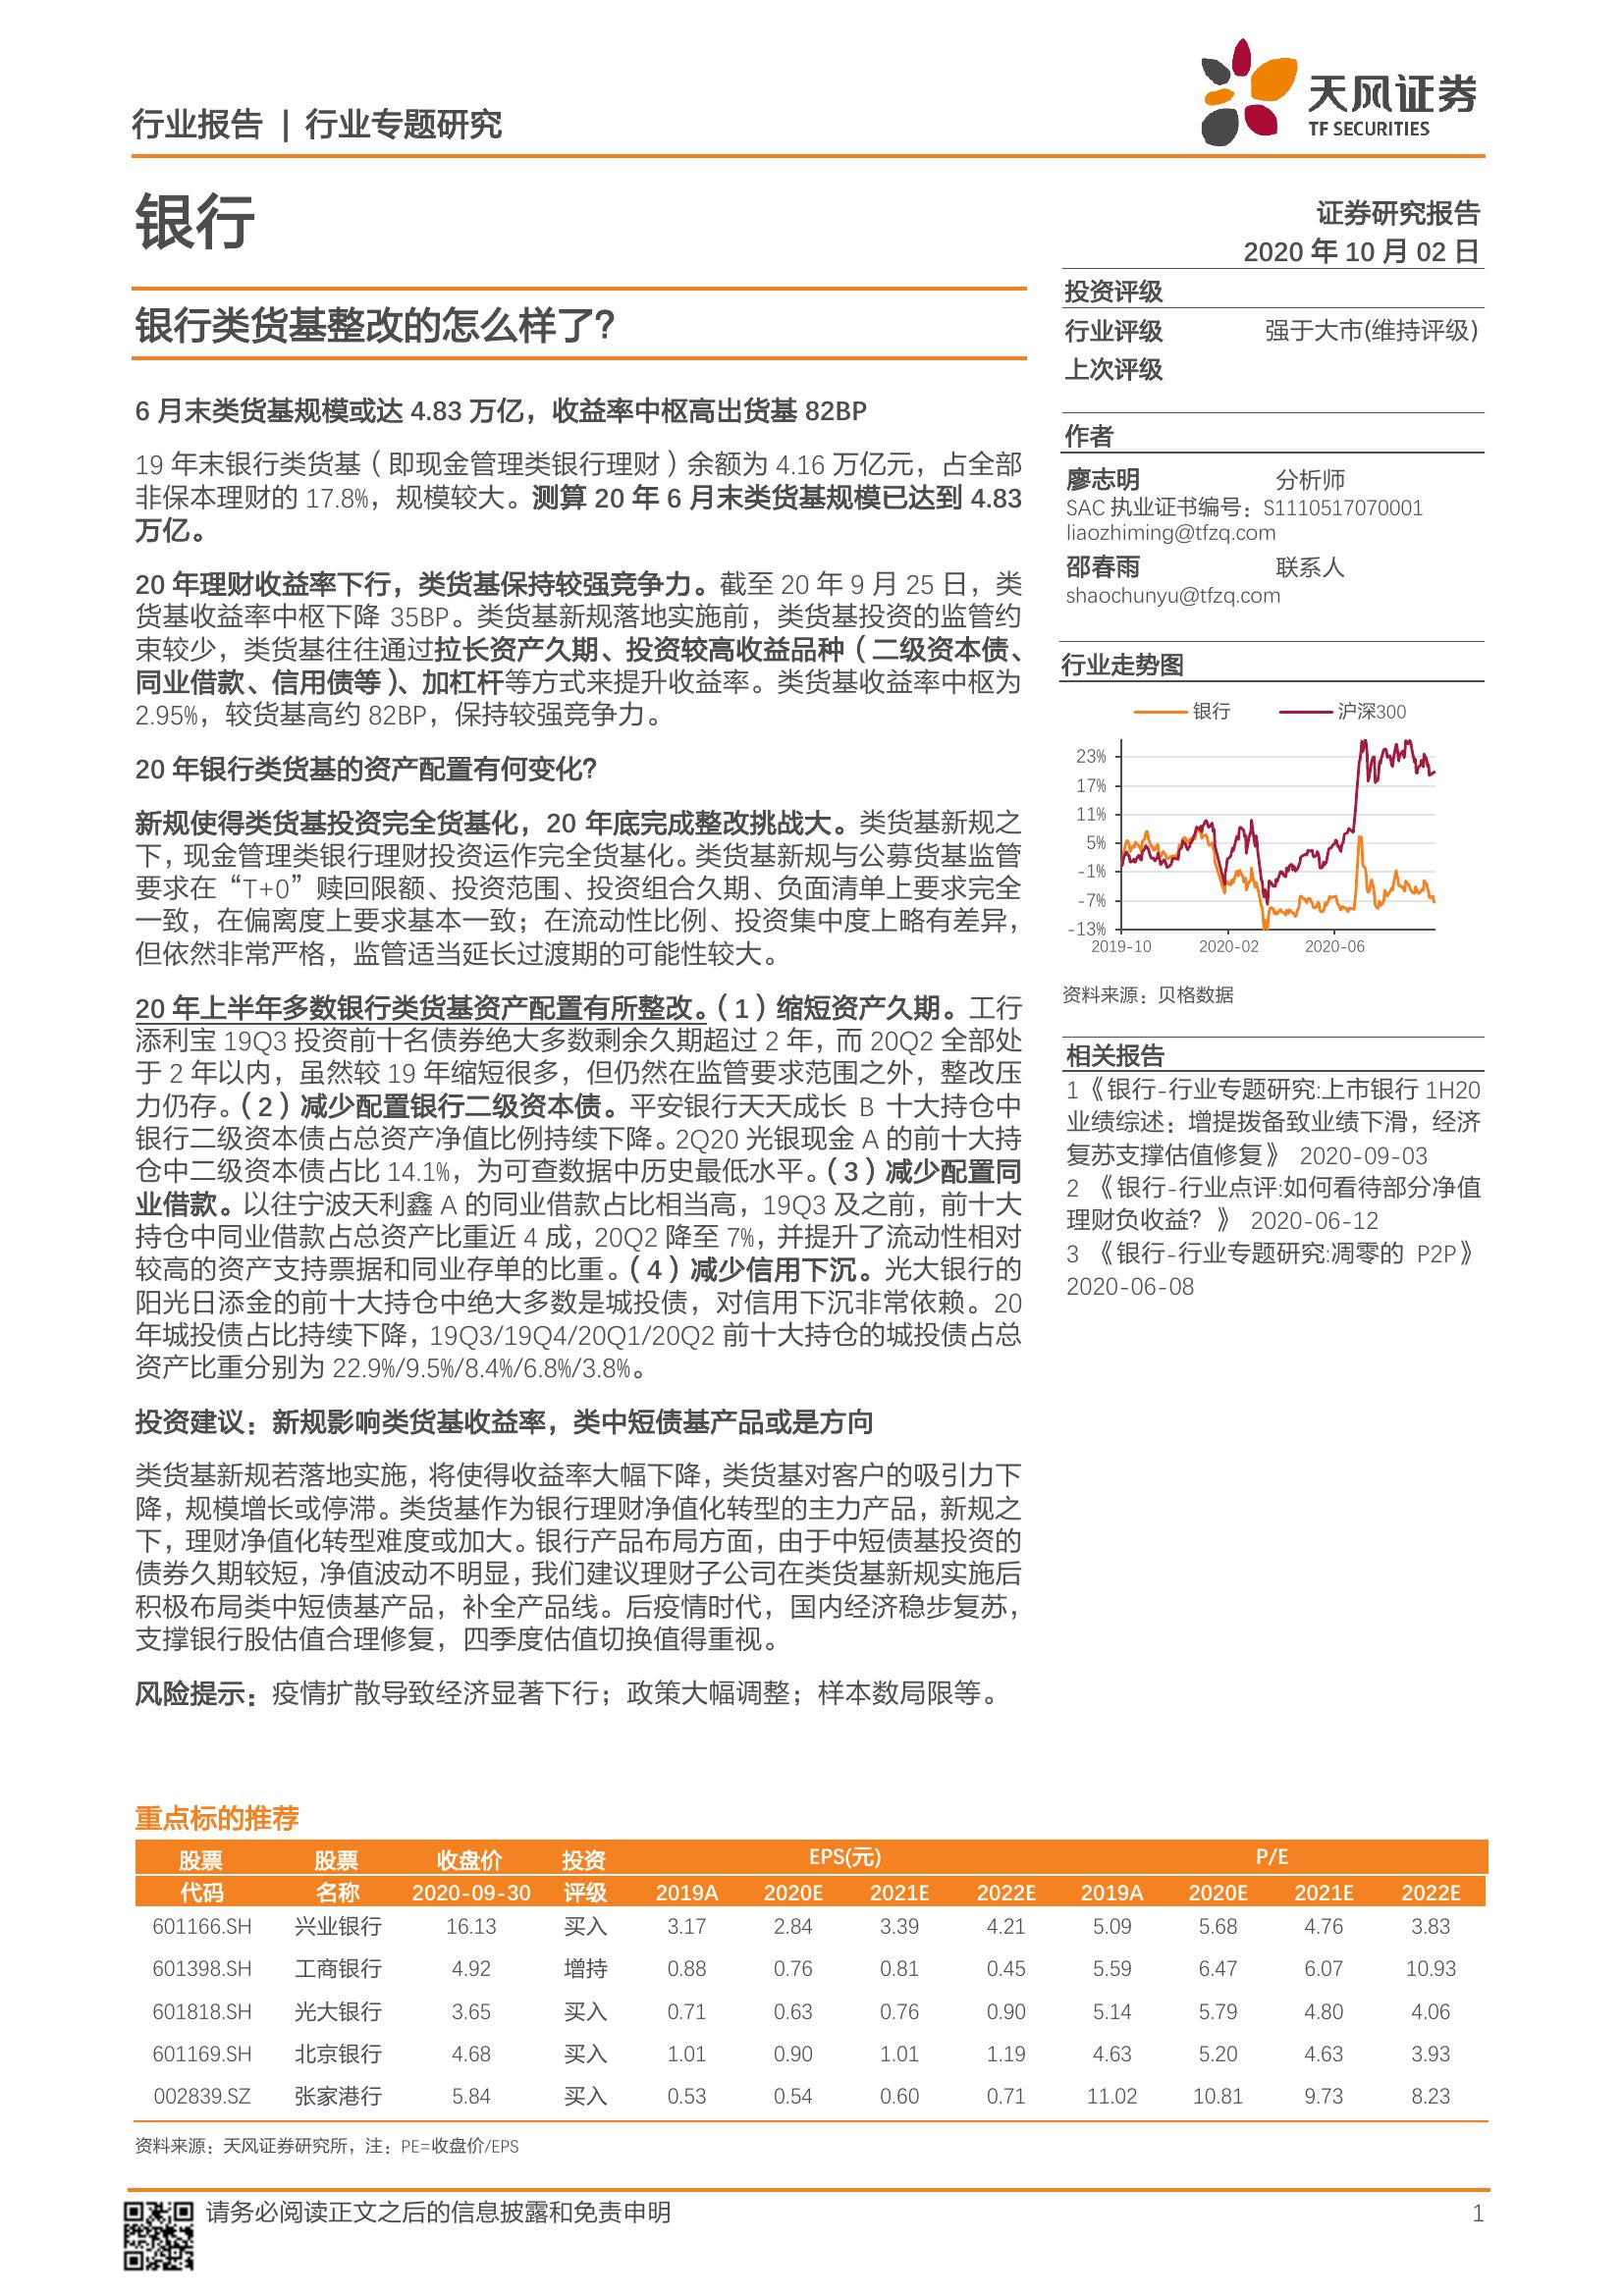 行业报告 | 行业专题研究
天风证券
TF SECURITIES
银行
证券研究报告
2020 年 10 月 02 日
银行类货基整改的怎么样了？
6 月末类货基规模或达 4.83 万亿，收益率中枢高出货基 82BP
19 年末银行类货基（即现金管理类银行理财）余额为 4.16 万亿元，占全部
非保本理财的 17.8%，规模较大。测算 20 年 6 月末类货基规模已达到 4.83
万亿。
20 年理财收益率下行，类货基保持较强竞争力。截至 20 年 9 月 25 日，类
货基收益率中枢下降 35BP。类货基新规落地实施前，类货基投资的监管约
束较少，类货基往往通过拉长资产久期、投资较高收益品种（二级资本债、
同业借款、信用债等）、加杠杆等方式来提升收益率。类货基收益率中枢为
2.95%，较货基高约 82BP，保持较强竞争力。
20 年银行类货基的资产配置有何变化？
新规使得类货基投资完全货基化，20 年底完成整改挑战大。类货基新规之
下，现金管理类银行理财投资运作完全货基化。类货基新规与公募货基监管
要求在“T+0”赎回限额、投资范围、投资组合久期、负面清单上要求完全
一致，在偏离度上要求基本一致；在流动性比例、投资集中度上略有差异，
但依然非常严格，监管适当延长过渡期的可能性较大。
20 年上半年多数银行类货基资产配置有所整改。（1）缩短资产久期。工行
添利宝 19Q3 投资前十名债券绝大多数剩余久期超过 2 年，而 20Q2 全部处
于 2 年以内，虽然较 19 年缩短很多，但仍然在监管要求范围之外，整改压
力仍存。（2）减少配置银行二级资本债。平安银行天天成长 B 十大持仓中
银行二级资本债占总资产净值比例持续下降。2Q20 光银现金 A 的前十大持
仓中二级资本债占比 14.1%，为可查数据中历史最低水平。（3）减少配置同
业借款。以往宁波天利鑫 A 的同业借款占比相当高，19Q3 及之前，前十大
持仓中同业借款占总资产比重近 4 成，20Q2 降至 7%，并提升了流动性相对
较高的资产支持票据和同业存单的比重。（4）减少信用下沉。光大银行的
阳光日添金的前十大持仓中绝大多数是城投债，对信用下沉非常依赖。20
年城投债占比持续下降，19Q3/19Q4/20Q1/20Q2 前十大持仓的城投债占总
资产比重分别为 22.9%/9.5%/8.4%/6.8%/3.8%。
投资建议：新规影响类货基收益率，类中短债基产品或是方向
类货基新规若落地实施，将使得收益率大幅下降，类货基对客户的吸引力下
降，规模增长或停滞。类货基作为银行理财净值化转型的主力产品，新规之
下，理财净值化转型难度或加大。银行产品布局方面，由于中短债基投资的
债券久期较短，净值波动不明显，我们建议理财子公司在类货基新规实施后
积极布局类中短债基产品，补全产品线。后疫情时代，国内经济稳步复苏，
支撑银行股估值合理修复，四季度估值切换值得重视。
风险提示：疫情扩散导致经济显著下行；政策大幅调整；样本数局限等。
投资评级
行业评级 强于大市(维持评级)
上次评级
作者
廖志明 分析师
SAC 执业证书编号：S1110517070001
liaozhiming@tfzq.com
邵春雨 联系人
shaochunyu@tfzq.com
行业走势图
银行 沪深300
23%
17%
11%
5%
-1%
-7%
-13%
2019-10 2020-02 2020-06
资料来源：贝格数据
相关报告
1 《银行-行业专题研究:上市银行 1H20
业绩综述：增提拨备致业绩下滑，经济
复苏支撑估值修复》 2020-09-03
2 《银行-行业点评:如何看待部分净值
理财负收益？》 2020-06-12
3 《银行-行业专题研究:凋零的 P2P》
2020-06-08
重点标的推荐
股票 股票 收盘价 投资 EPS(元) P/E
代码 名称 2020-09-30 评级 2019A 2020E 2021E 2022E 2019A 2020E 2021E 2022E
601166.SH 兴业银行 16.13 买入 3.17 2.84 3.39 4.21 5.09 5.68 4.76 3.83
601398.SH 工商银行 4.92 增持 0.88 0.76 0.81 0.45 5.59 6.47 6.07 10.93
601818.SH 光大银行 3.65 买入 0.71 0.63 0.76 0.90 5.14 5.79 4.80 4.06
601169.SH 北京银行 4.68 买入 1.01 0.90 1.01 1.19 4.63 5.20 4.63 3.93
002839.SZ 张家港行 5.84 买入 0.53 0.54 0.60 0.71 11.02 10.81 9.73 8.23
资料来源：天风证券研究所，注：PE=收盘价/EPS
请务必阅读正文之后的信息披露和免责申明 1